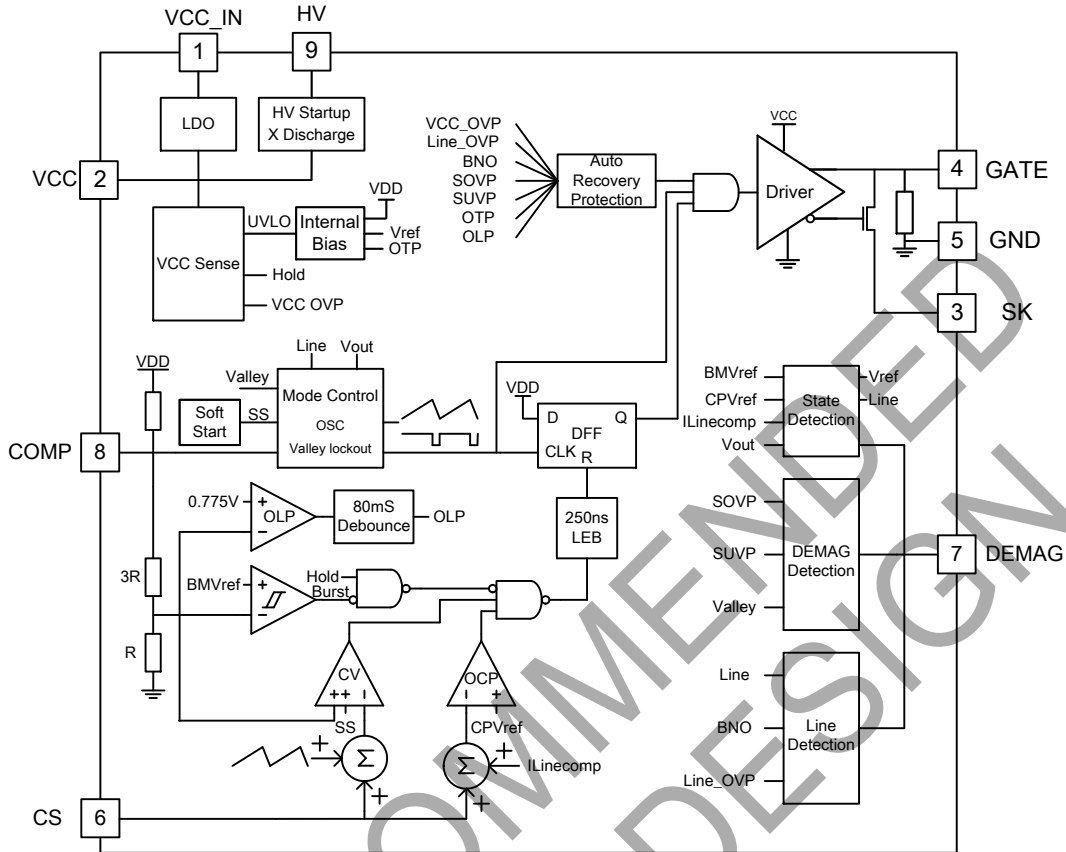 VCC_IN
HV
1
9
LDO
HV Startup
X Discharge
VCC
2
VCC Sense
UVLO
Internal
Bias
VDD
Vref
OTP
Hold
VCC OVP
VCC_OVP
Line_OVP
BNO
SOVP
SUVP
OTP
OLP
Auto
Recovery
Protection
VCC
Driver
4
GATE
5
GND
3
SK
VDD
Line
Vout
Valley
Soft
Start
SS
Mode Control
OSC
Valley lockout
VDD
D
Q
DFF
CLK
R
BMVref
CPVref
ILinecomp
Vout
State
Detection
Vref
Line
COMP
8
0.775V
+
-
OLP
80mS
Debounce
OLP
250ns
LEB
SOVP
SUVP
Valley
DEMAG
Detection
7
DEMAG
3R
BMVref
+
-
Hold
Burst
R
CV
++
-
SS
OCP
-
+
CPVref
Σ
+
+
Σ
+
+
ILinecomp
Line
BNO
Line_OVP
Line
Detection
CS
6
OMMENDED
DESIGN